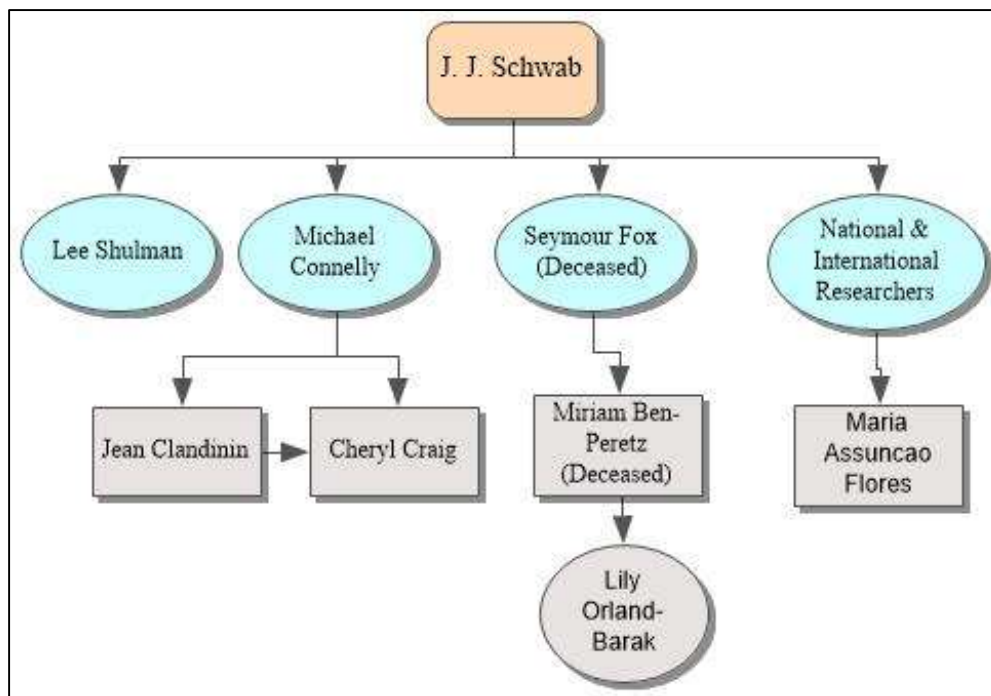 J. J. Schwab
Lee Shulman
Michael
Connelly
Seymour Fox
(Deceased)
National &
International
Researchers
Jean Clandinin
Cheryl Craig
Miriam Ben-
Peretz
(Deceased)
Maria
Assuncao
Flores
Lily
Orland-
Barak